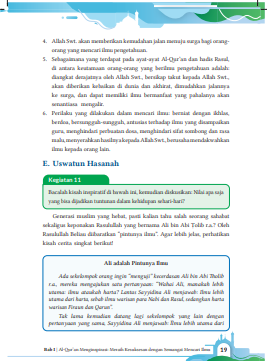 4. Allah Swt. akan memberikan kemudahan jalan menuju surga bagi orang-
orang yang mencari ilmu pengetahuan.
5. Sebagaimana yang terdapat pada ayat-ayat Al-Qur'an dan hadis Rasul,
di antara keutamaan orang-orang yang berilmu pengetahuan adalah:
diangkat derajatnya oleh Allah Swt., bersikap takut kepada Allah Swt.,
akan diberikan kebaikan di dunia dan akhirat, dimudahkan jalannya
ke surga, dan dapat memiliki ilmu bermanfaat yang pahalanya akan
senantiasa mengalir.
6. Perilaku yang dilakukan dalam mencari ilmu: berniat dengan ikhlas,
berdoa, bersungguh-sungguh, antusias terhadap ilmu yang disampaikan
guru, menghindari perbuatan dosa, menghindari sifat sombong dan rasa
malu, menyerahkan hasilnya kepada Allah Swt., berusaha mendakwahkan
ilmu kepada orang lain.
E. Uswatun Hasanah
Kegiatan 11
Bacalah kisah inspiratif di bawah ini, kemudian diskusikan: Nilai apa saja
yang bisa dijadikan tuntunan dalam kehidupan sehari-hari?
Generasi muslim yang hebat, pasti kalian tahu salah seorang sahabat
sekaligus keponakan Rasulullah yang bernama Ali bin Abi Tolib r.a.? Oleh
Rasulullah Beliau diibaratkan "pintunya ilmu". Agar lebih jelas, perhatikan
kisah cerita singkat berikut!
Ali adalah Pintunya Ilmu
Ada sekelompok orang ingin "menguji" kecerdasan Ali bin Abi Tholib
r.a., mereka mengajukan satu pertanyaan: "Wahai Ali, manakah lebih
utama: ilmu ataukah harta? Lantas Sayyidina Ali menjawab: ilmu lebih
utama dari harta, sebab ilmu warisan para Nabi dan Rasul, sedangkan harta
warisan Firaun dan Qarun".
Tak lama kemudian datang lagi sekelompok yang lain dengan
pertanyaan yang sama, Sayyidina Ali menjawab: Ilmu lebih utama dari
Bab 1 | Al-Qur'an Menginspirasi: Meraih Kesuksesan dengan Semangat Mencari Ilmu
19